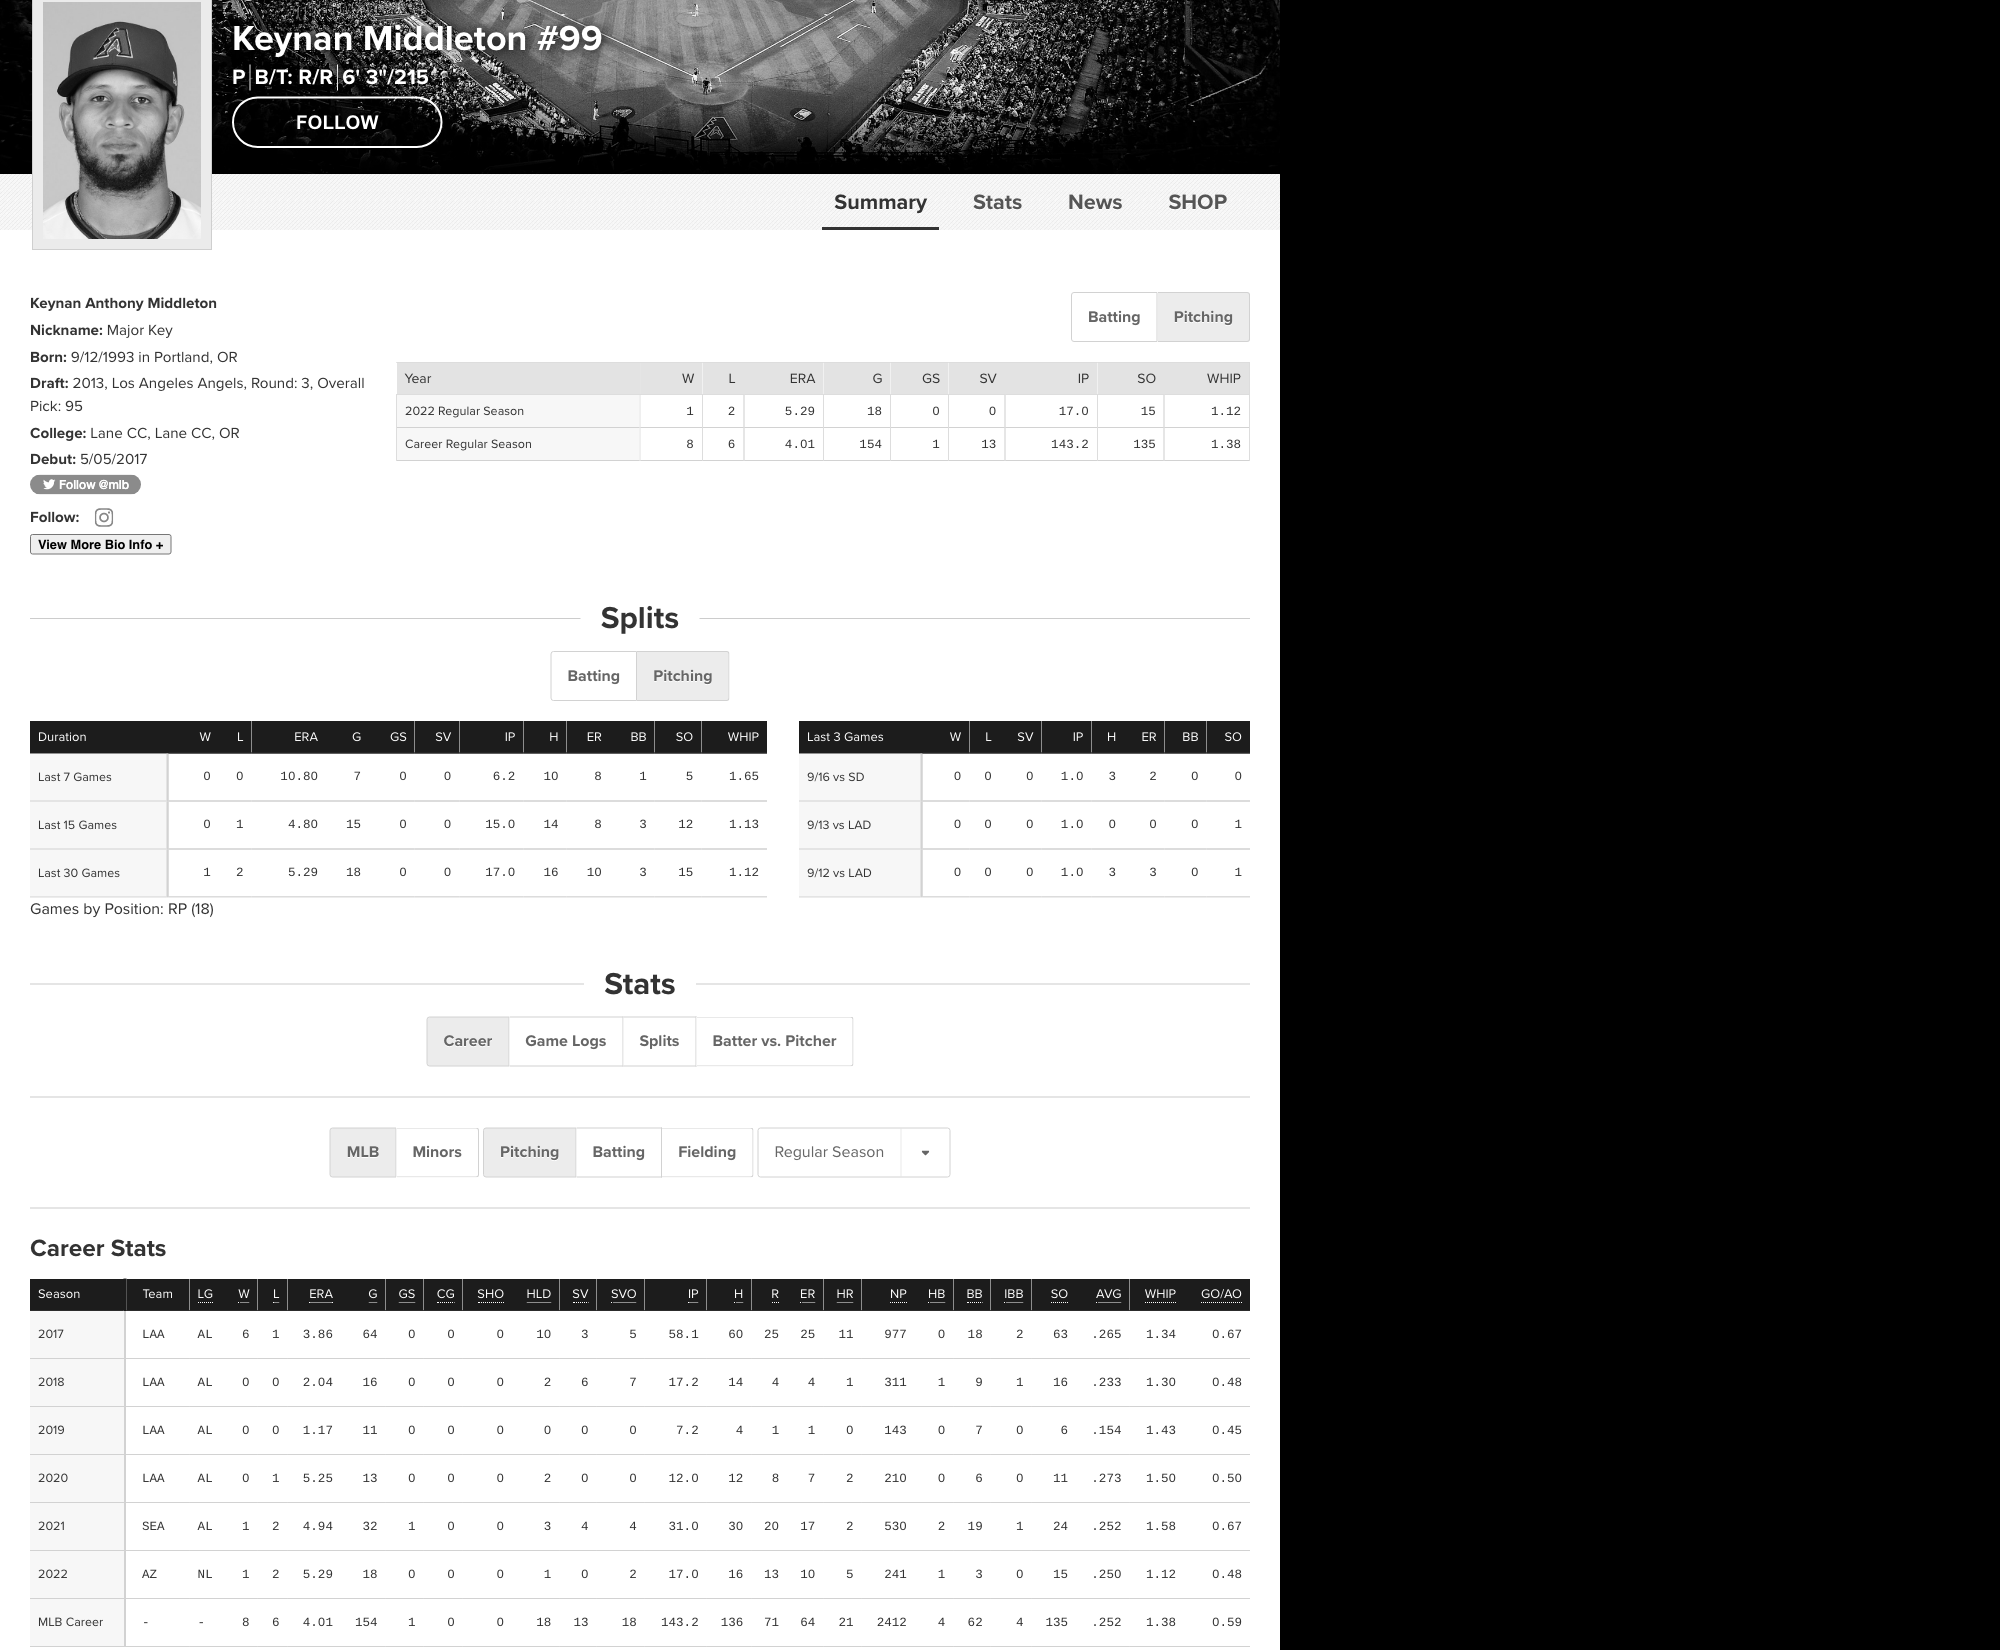 Keynan Middleton #99
P B/T: R/R 6' 3"/215
FOLLOW
Summary Stats News SHOP
Keynan Anthony Middleton
Nickname: Major Key
Born: 9/12/1993 in Portland, OR
Draft: 2013, Los Angeles Angels, Round: 3, Overall
Pick: 95
College: Lane CC, Lane CC, OR
Debut: 5/05/2017
Follow @mlb
Follow:
View More Bio Info +
Batting Pitching
Year W L ERA G GS SV IP SO WHIP
2022 Regular Season 1 2 5.29 18 0 0 17.0 15 1.12
Career Regular Season 8 6 4.01 154 1 13 143.2 135 1.38
Splits
Batting Pitching
Duration W L ERA G GS SV IP H ER BB SO WHIP
Last 7 Games 0 0 10.80 7 0 0 6.2 10 8 1 5 1.65
Last 15 Games 0 1 4.80 15 0 0 15.0 14 8 3 12 1.13
Last 30 Games 1 2 5.29 18 0 0 17.0 16 10 3 15 1.12
Games by Position: RP (18)
Last 3 Games W L SV IP H ER BB SO
9/16 vs SD 0 0 0 1.0 3 2 0 0
9/13 vs LAD 0 0 0 1.0 0 0 0 1
9/12 vs LAD 0 0 0 1.0 3 3 0 1
Stats
Career Game Logs Splits Batter vs. Pitcher
MLB Minors Pitching Batting Fielding Regular Season
Career Stats
Season Team LG W L ERA G GS CG SHO HLD SV SVO IP H R ER HR NP HB BB IBB SO AVG WHIP GO/AO
2017 LAA AL 6 1 3.86 64 0 0 0 10 3 5 58.1 60 25 25 11 977 0 18 2 63 .265 1.34 0.67
2018 LAA AL 0 0 2.04 16 0 0 0 2 6 7 17.2 14 4 4 1 311 1 9 1 16 .233 1.30 0.48
2019 LAA AL 0 0 1.17 11 0 0 0 0 0 0 7.2 4 1 1 0 143 0 7 0 6 .154 1.43 0.45
2020 LAA AL 0 1 5.25 13 0 0 0 2 0 0 12.0 12 8 7 2 210 0 6 0 11 .273 1.50 0.50
2021 SEA AL 1 2 4.94 32 1 0 0 3 4 4 31.0 30 20 17 2 530 2 19 1 24 .252 1.58 0.67
2022 AZ NL 1 2 5.29 18 0 0 0 1 0 2 17.0 16 13 10 5 241 1 3 0 15 .250 1.12 0.48
MLB Career - - 8 6 4.01 154 1 0 0 18 13 18 143.2 136 71 64 21 2412 4 62 4 135 .252 1.38 0.59